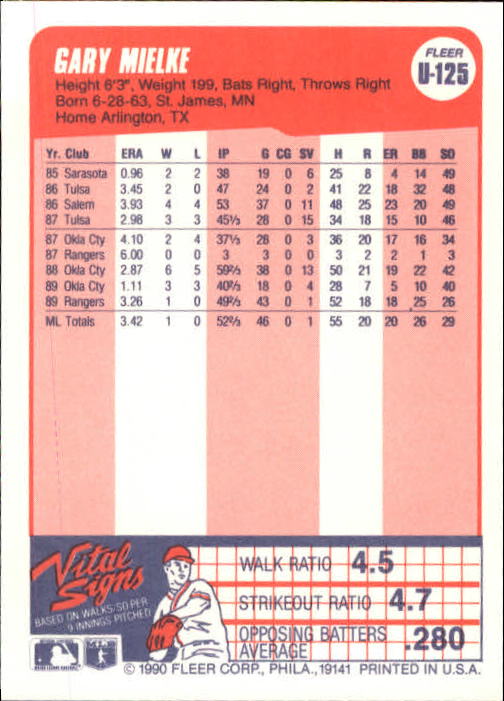 GARY MIELKE
FLEER
U-125
Height 6'3", Weight 199, Bats Right, Throws Right
Born 6-28-63, St. James, MN
Home Arlington, TX
Yr. Club ERA W L IP G CG SV H R ER BB SO
85 Sarasota 0.96 2 2 38 19 0 6 25 8 4 14 49
86 Tulsa 3.45 2 0 47 24 0 2 41 22 18 32 48
86 Salem 3.93 4 4 53 37 0 11 48 25 23 20 49
87 Tulsa 2.98 3 3 45⅓ 28 0 15 34 18 15 10 46
87 Okla Cty 4.10 2 4 37⅓ 28 0 3 36 20 17 16 34
87 Rangers 6.00 0 0 3 3 0 0 3 2 2 1 3
88 Okla Cty 2.87 6 5 59⅔ 38 0 13 50 21 19 22 42
89 Okla Cty 1.11 3 3 40⅔ 18 0 4 28 7 5 10 40
89 Rangers 3.26 1 0 49⅔ 43 0 1 52 18 18 25 26
ML Totals 3.42 1 0 52⅔ 46 0 1 55 20 20 26 29
Vital Signs
BASED ON WALKS/SO PER
9 INNINGS PITCHED
WALK RATIO 4.5
STRIKEOUT RATIO 4.7
OPPOSING BATTERS
AVERAGE .280
© 1990 FLEER CORP., PHILA., 19141 PRINTED IN U.S.A.